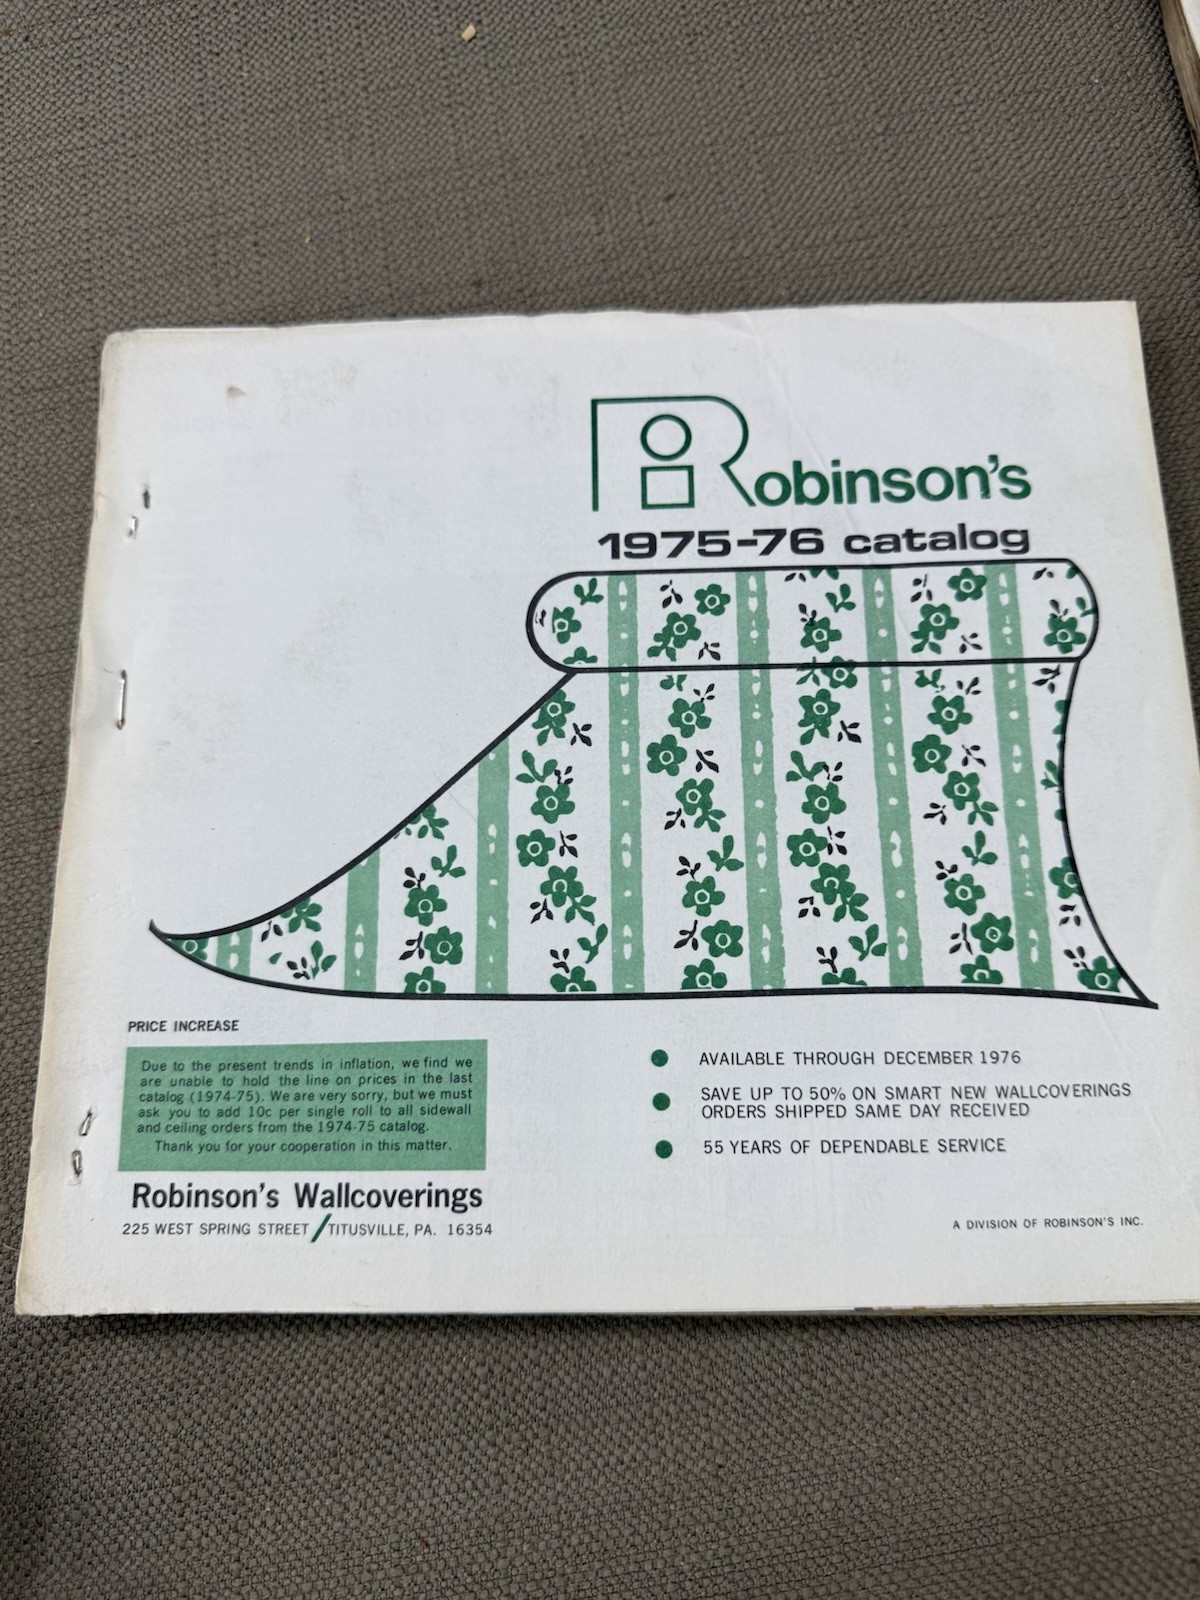 Robinson's
1975-76 catalog
PRICE INCREASE
Due to the present trends in inflation, we find we
are unable to hold the line on prices in the last
catalog (1974-75). We are very sorry, but we must
ask you to add 10c per single roll to all sidewall
and ceiling orders from the 1974-75 catalog.
Thank you for your cooperation in this matter.
Robinson's Wallcoverings
225 WEST SPRING STREET / TITUSVILLE, PA. 16354
AVAILABLE THROUGH DECEMBER 1976
SAVE UP TO 50% ON SMART NEW WALLCOVERINGS
ORDERS SHIPPED SAME DAY RECEIVED
55 YEARS OF DEPENDABLE SERVICE
A DIVISION OF ROBINSON'S INC.